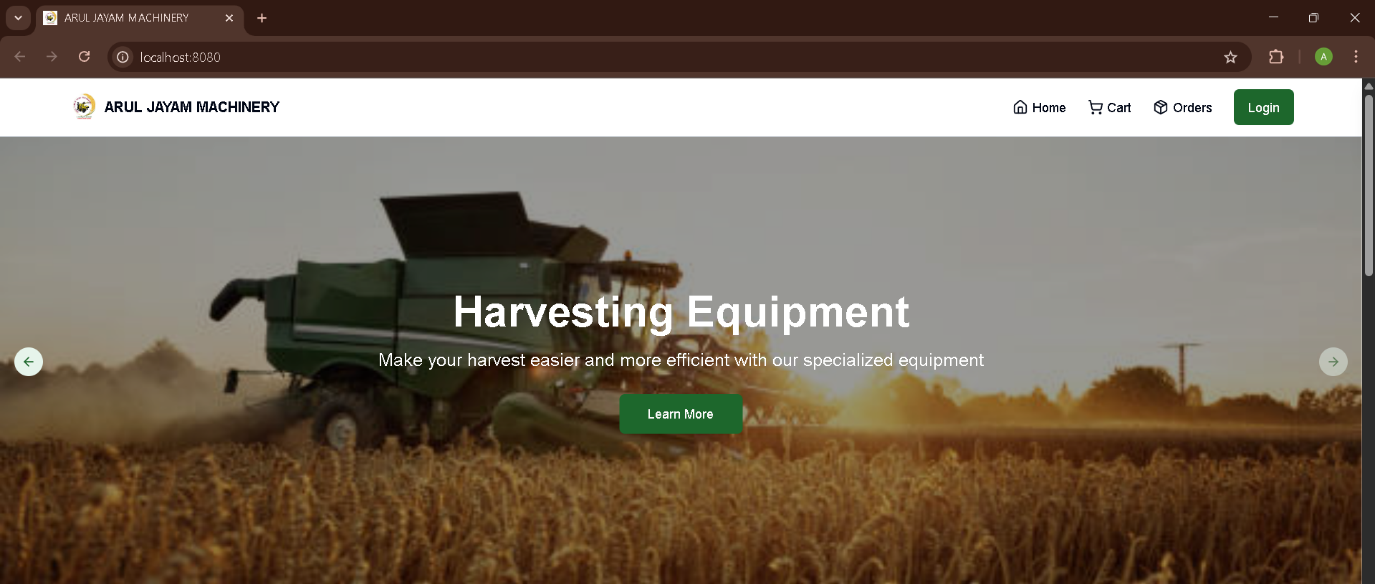 ARUL JAYAM MACHINERY
localhost:8080
A
ARUL JAYAM MACHINERY
Home
Cart
Orders
Login
Harvesting Equipment
Make your harvest easier and more efficient with our specialized equipment
Learn More